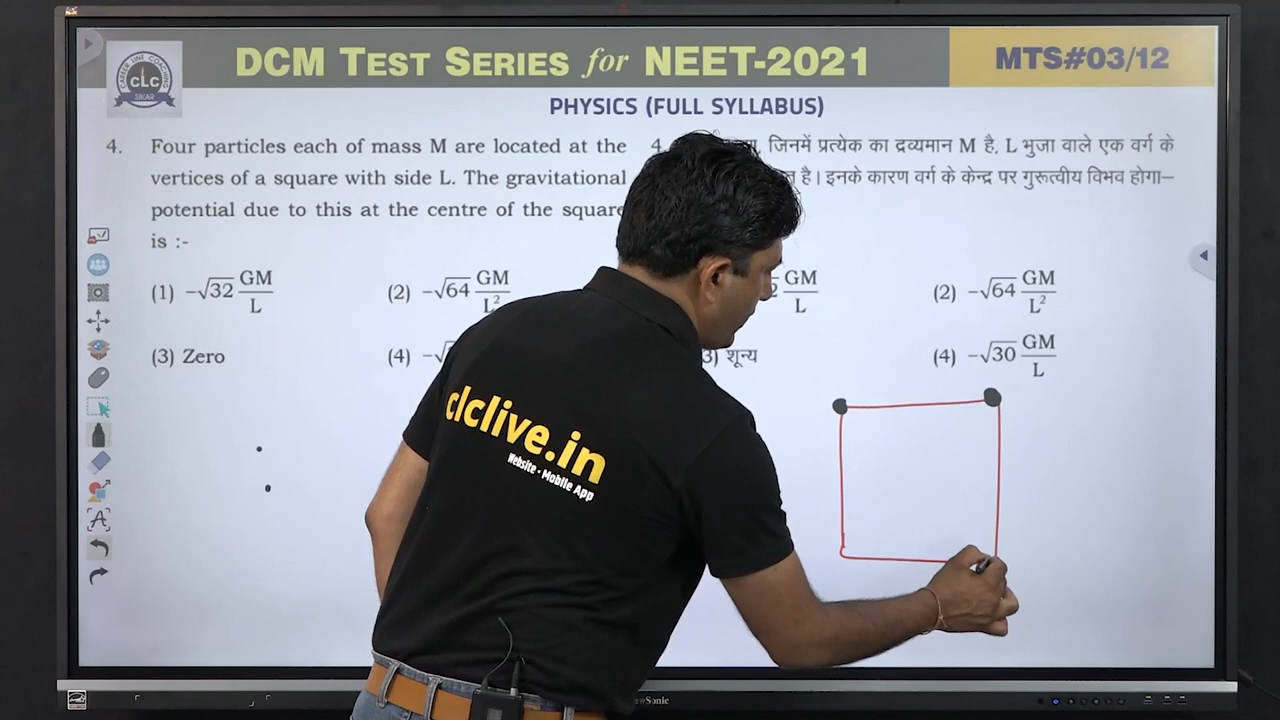 DCM TEST SERIES for NEET-2021
MTS#03/12
CAREER LINE COACHING
CLC
SIKAR
PHYSICS (FULL SYLLABUS)
4. Four particles each of mass M are located at the
vertices of a square with side L. The gravitational
potential due to this at the centre of the square
is :-
(1) −√32 GM/L
(2) −√64 GM/L²
(3) Zero
(4)
4. जिनमें प्रत्येक का द्रव्यमान M है, L भुजा वाले एक वर्ग के
है। इनके कारण वर्ग के केन्द्र पर गुरूत्वीय विभव होगा–
GM/L
(2) −√64 GM/L²
3) शून्य
(4) −√30 GM/L
clclive.in
Website - Mobile App